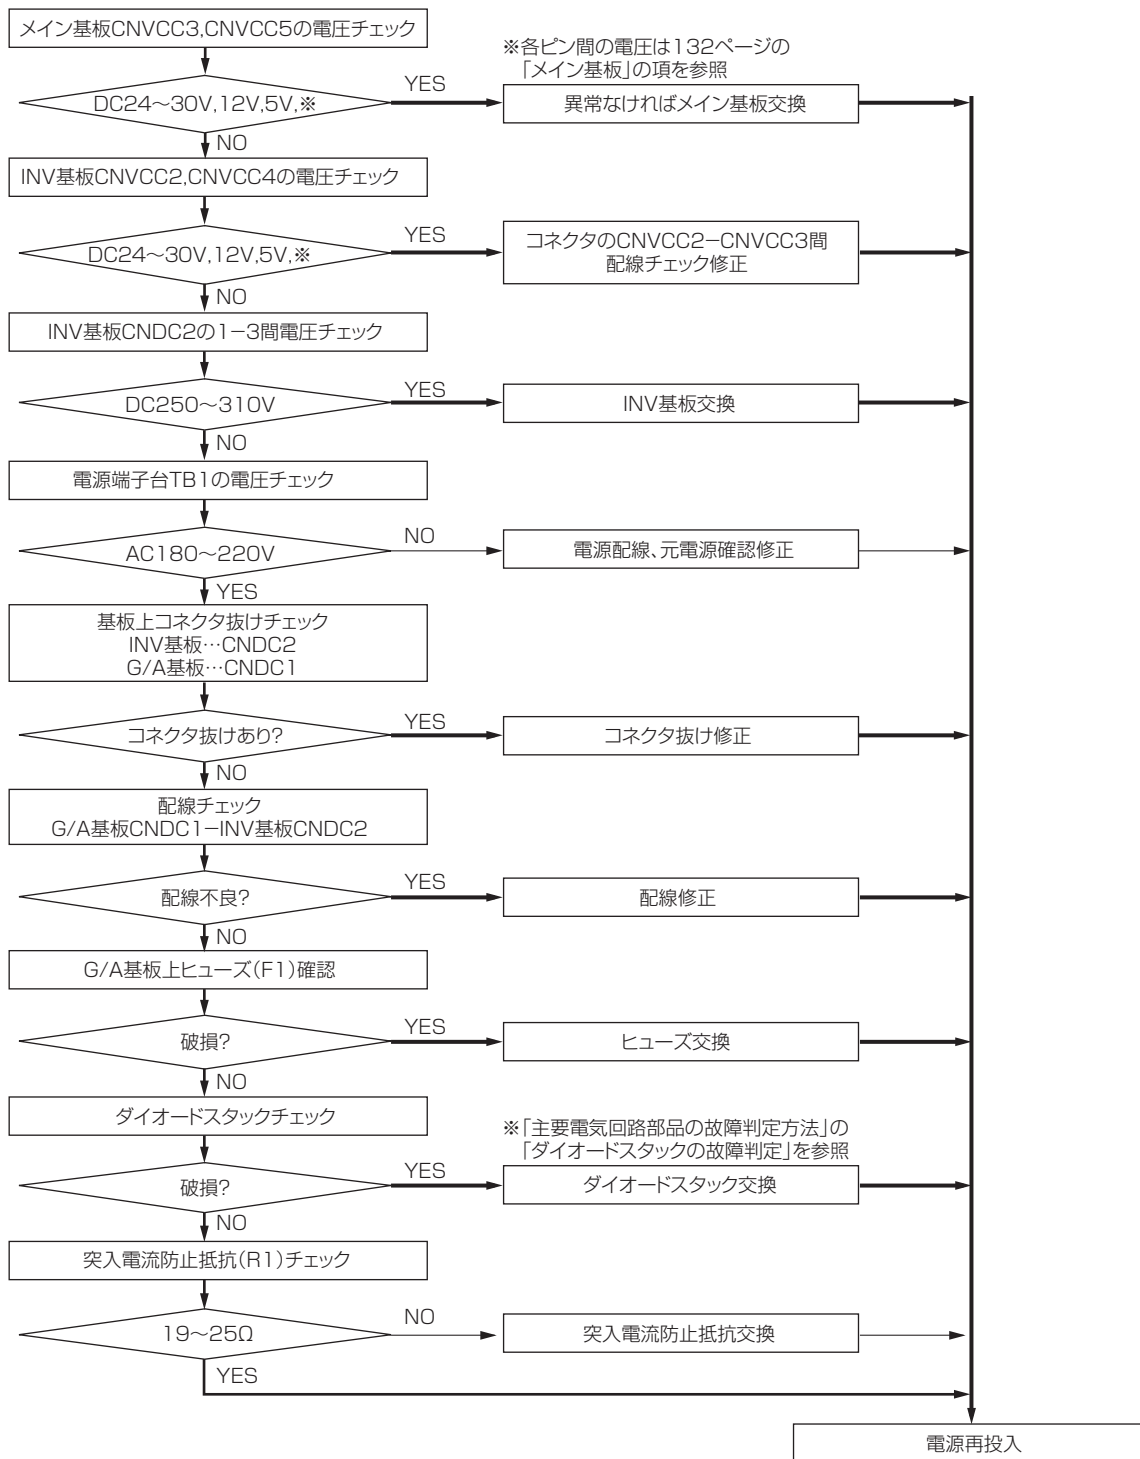 メイン基板CNVCC3,CNVCC5の電圧チェック
※各ピン間の電圧は132ページの
「メイン基板」の項を参照
DC24〜30V,12V,5V,※
YES
異常なければメイン基板交換
NO
INV基板CNVCC2,CNVCC4の電圧チェック
DC24〜30V,12V,5V,※
YES
コネクタのCNVCC2−CNVCC3間
配線チェック修正
NO
INV基板CNDC2の1−3間電圧チェック
DC250〜310V
YES
INV基板交換
NO
電源端子台TB1の電圧チェック
AC180〜220V
NO
電源配線、元電源確認修正
YES
基板上コネクタ抜けチェック
INV基板…CNDC2
G/A基板…CNDC1
コネクタ抜けあり?
YES
コネクタ抜け修正
NO
配線チェック
G/A基板CNDC1−INV基板CNDC2
配線不良?
YES
配線修正
NO
G/A基板上ヒューズ(F1)確認
破損?
YES
ヒューズ交換
NO
ダイオードスタックチェック
※「主要電気回路部品の故障判定方法」の
「ダイオードスタックの故障判定」を参照
破損?
YES
ダイオードスタック交換
NO
突入電流防止抵抗(R1)チェック
19〜25Ω
NO
突入電流防止抵抗交換
YES
電源再投入